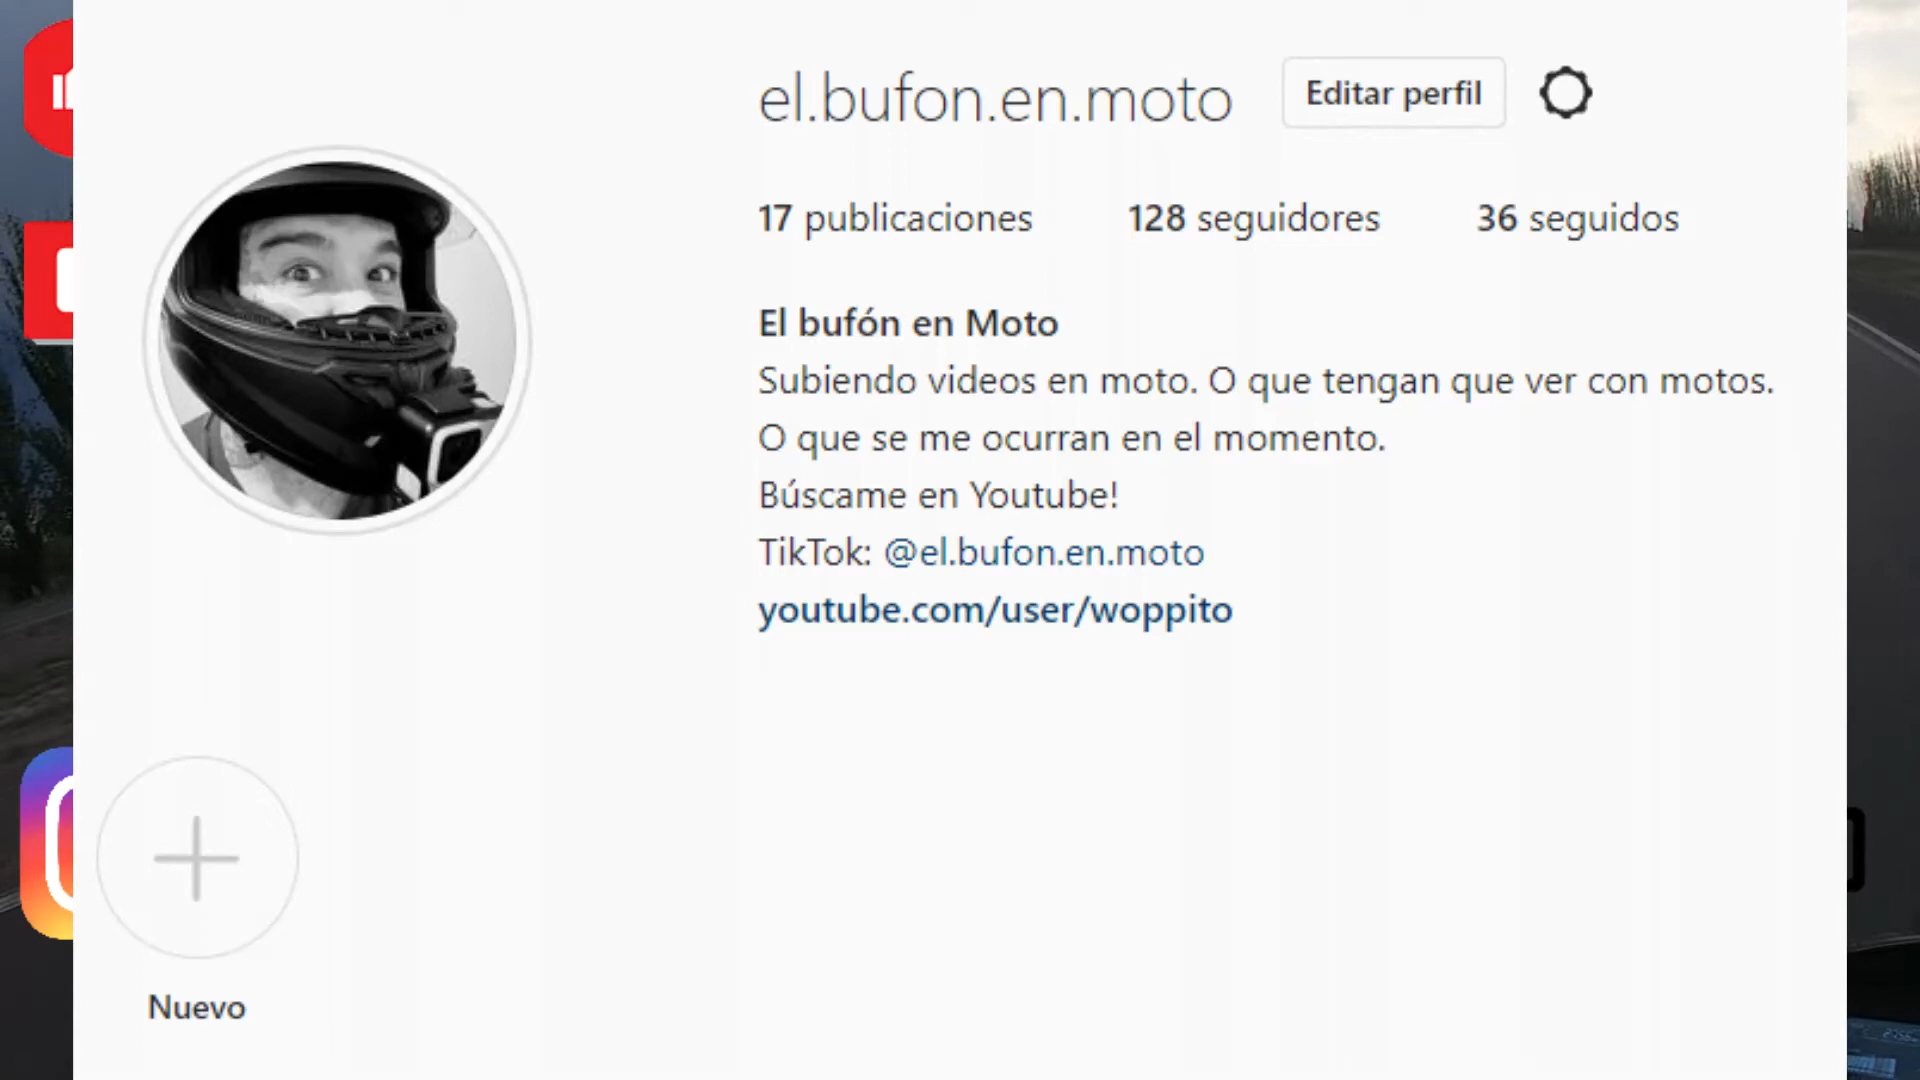 el.bufon.en.moto
Editar perfil
17 publicaciones 128 seguidores 36 seguidos
El bufón en Moto
Subiendo videos en moto. O que tengan que ver con motos.
O que se me ocurran en el momento.
Búscame en Youtube!
TikTok: @el.bufon.en.moto
youtube.com/user/woppito
Nuevo